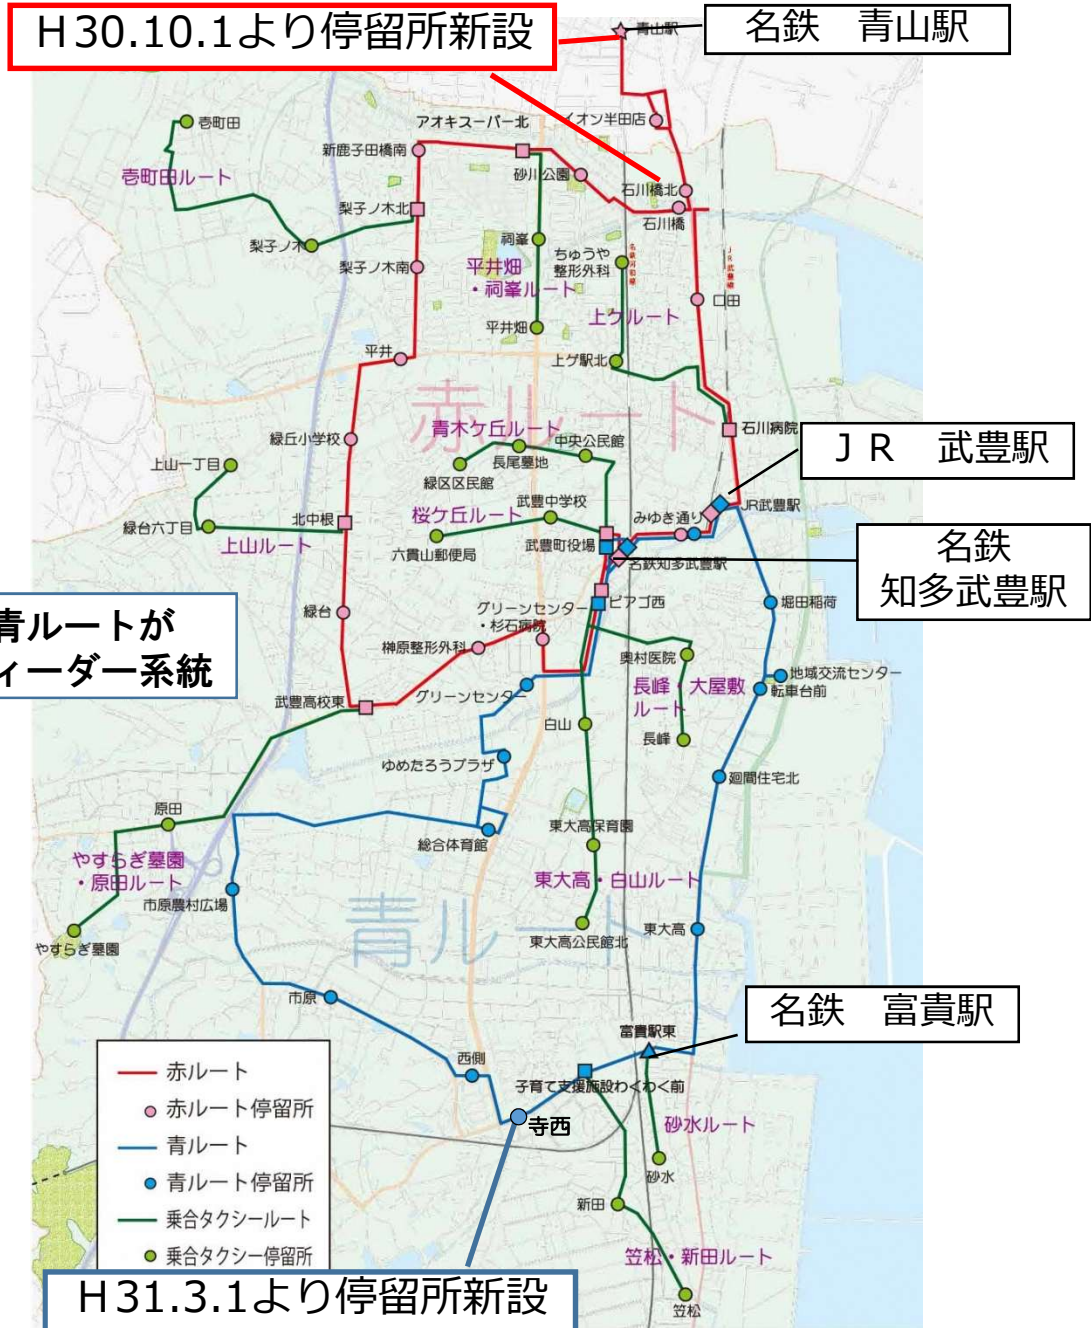 H30.10.1より停留所新設
名鉄　青山駅
青山駅
イオン半田店
アオキスーパー北
壱町田
新鹿子田橋南
砂川公園
壱町田ルート
石川橋北
石川橋
梨子ノ木北
梨子ノ木
祠峯
ちゅうや
整形外科
名鉄河和線
JR武豊線
梨子ノ木南
平井畑
・祠峯ルート
上ゲルート
口田
平井畑
平井
上ゲ駅北
赤ルート
緑丘小学校
青木ケ丘ルート
中央公民館
石川病院
JR　武豊駅
上山一丁目
長尾墓地
緑区区民館
武豊中学校
桜ケ丘ルート
みゆき通り
JR武豊駅
緑台六丁目
北中根
上山ルート
六貫山郵便局
武豊町役場
名鉄知多武豊駅
名鉄
知多武豊駅
青ルートが
ィーダー系統
緑台
グリーンセンター
・杉石病院
ピアゴ西
堀田稲荷
榊原整形外科
奥村医院
地域交流センター
転車台前
武豊高校東
グリーンセンター
長峰・大屋敷
ルート
白山
長峰
ゆめたろうプラザ
廻間住宅北
原田
総合体育館
東大高保育園
やすらぎ墓園
・原田ルート
東大高・白山ルート
市原農村広場
青ルート
やすらぎ墓園
東大高公民館北
東大高
市原
名鉄　富貴駅
富貴駅東
西側
子育て支援施設わくわく前
寺西
砂水ルート
砂水
新田
笠松・新田ルート
笠松
赤ルート
赤ルート停留所
青ルート
青ルート停留所
乗合タクシールート
乗合タクシー停留所
H31.3.1より停留所新設